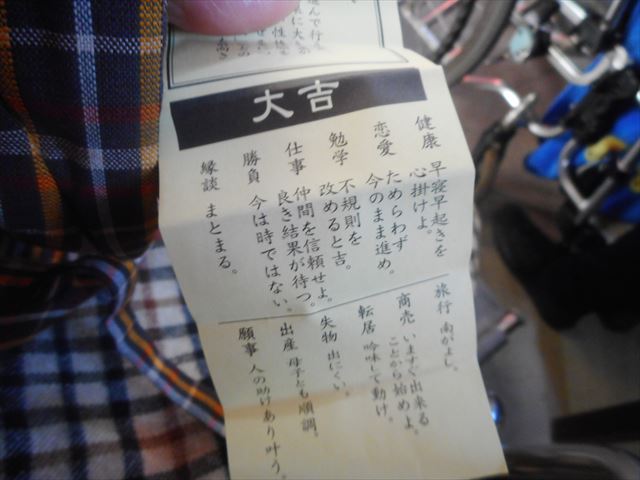 大吉
健康 早寝早起きを
心掛けよ。
恋愛 ためらわず
今のまま進め。
勉学 不規則を
改めると吉。
仕事 仲間を信頼せよ。
良き結果が待つ。
勝負 今は時ではない。
縁談 まとまる。
旅行 南がよし。
商売 いますぐ出来る
ことから始めよ。
転居 吟味して動け。
失物 出にくい。
出産 母子とも順調。
願事 人の助けあり叶う。